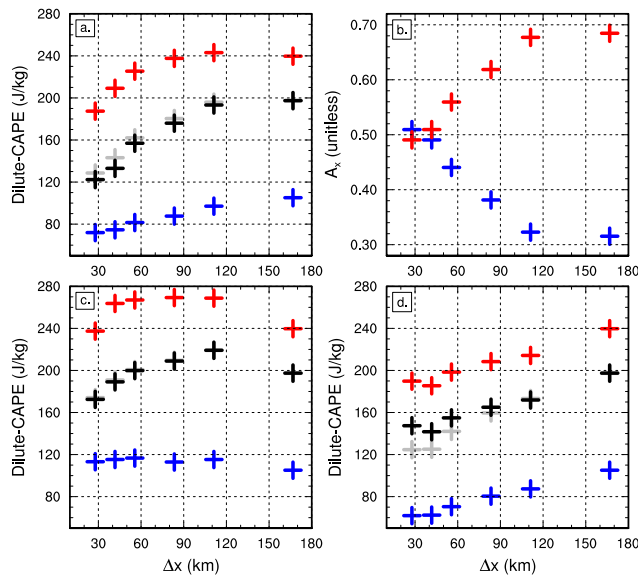 a.
b.
280
240
200
160
120
80
Dilute-CAPE (J/kg)
30 60 90 120 150 180
0.70
0.60
0.50
0.40
0.30
Aₓ (unitless)
30 60 90 120 150 180
c.
d.
280
240
200
160
120
80
Dilute-CAPE (J/kg)
30 60 90 120 150 180
Δx (km)
280
240
200
160
120
80
Dilute-CAPE (J/kg)
30 60 90 120 150 180
Δx (km)